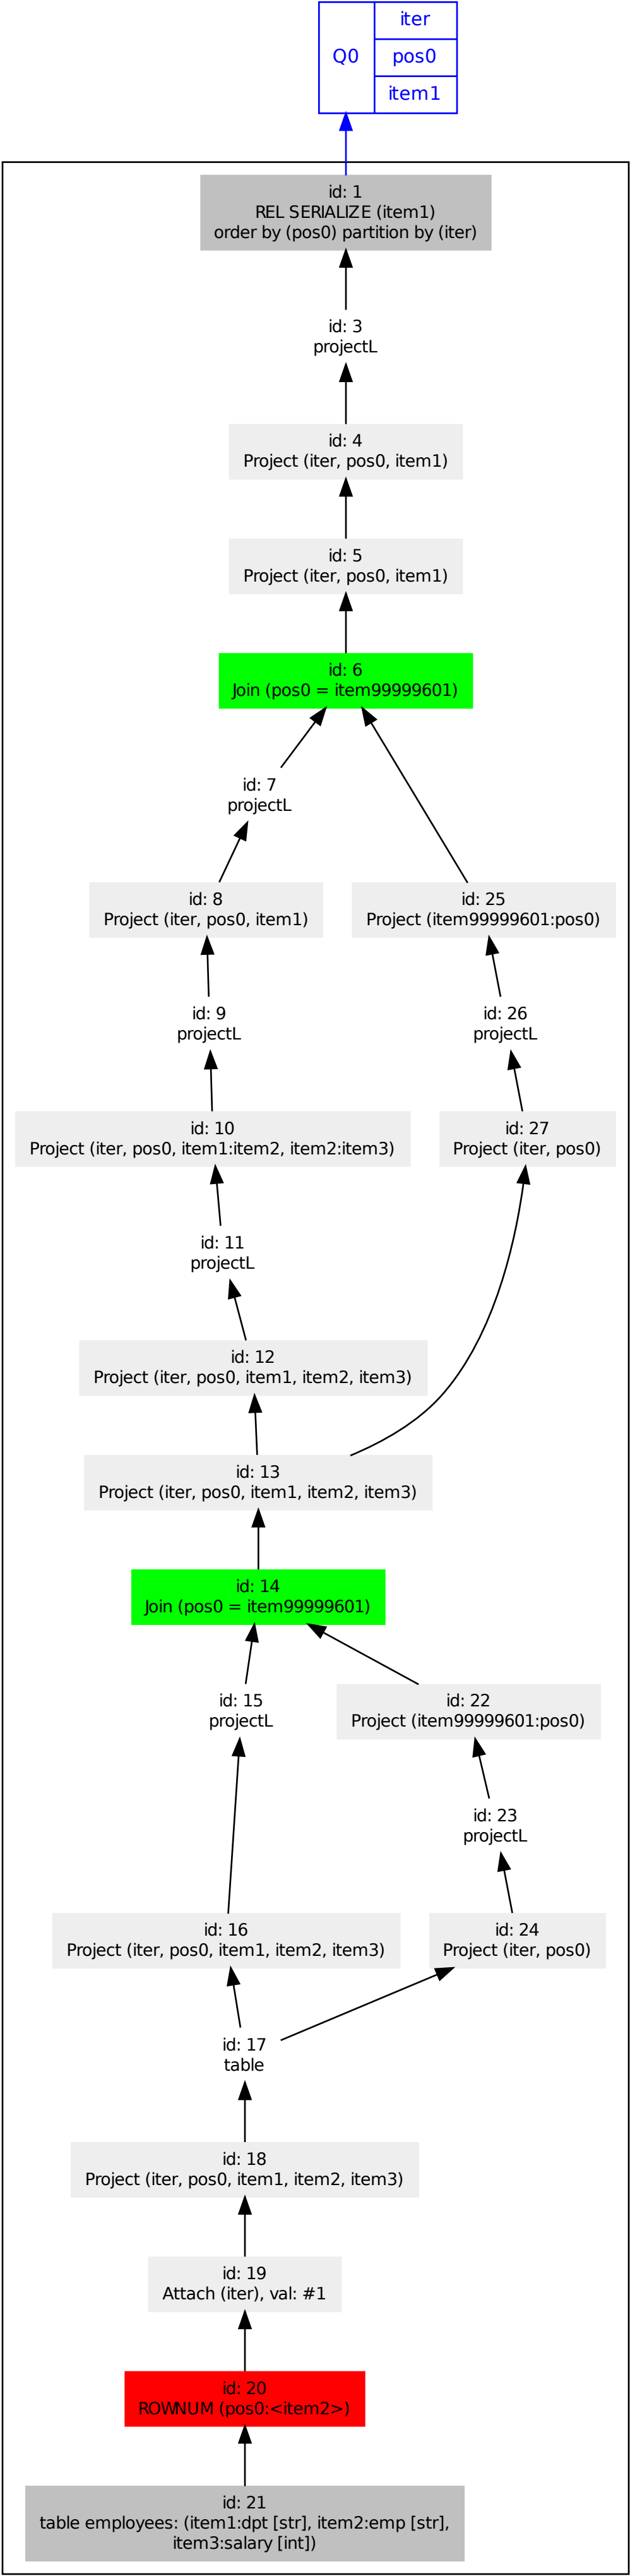 Q0
iter
pos0
item1
id: 1
REL SERIALIZE (item1)
order by (pos0) partition by (iter)
id: 3
projectL
id: 4
Project (iter, pos0, item1)
id: 5
Project (iter, pos0, item1)
id: 6
Join (pos0 = item99999601)
id: 7
projectL
id: 8
Project (iter, pos0, item1)
id: 25
Project (item99999601:pos0)
id: 9
projectL
id: 26
projectL
id: 10
Project (iter, pos0, item1:item2, item2:item3)
id: 27
Project (iter, pos0)
id: 11
projectL
id: 12
Project (iter, pos0, item1, item2, item3)
id: 13
Project (iter, pos0, item1, item2, item3)
id: 14
Join (pos0 = item99999601)
id: 15
projectL
id: 22
Project (item99999601:pos0)
id: 23
projectL
id: 16
Project (iter, pos0, item1, item2, item3)
id: 24
Project (iter, pos0)
id: 17
table
id: 18
Project (iter, pos0, item1, item2, item3)
id: 19
Attach (iter), val: #1
id: 20
ROWNUM (pos0:<item2>)
id: 21
table employees: (item1:dpt [str], item2:emp [str],
item3:salary [int])